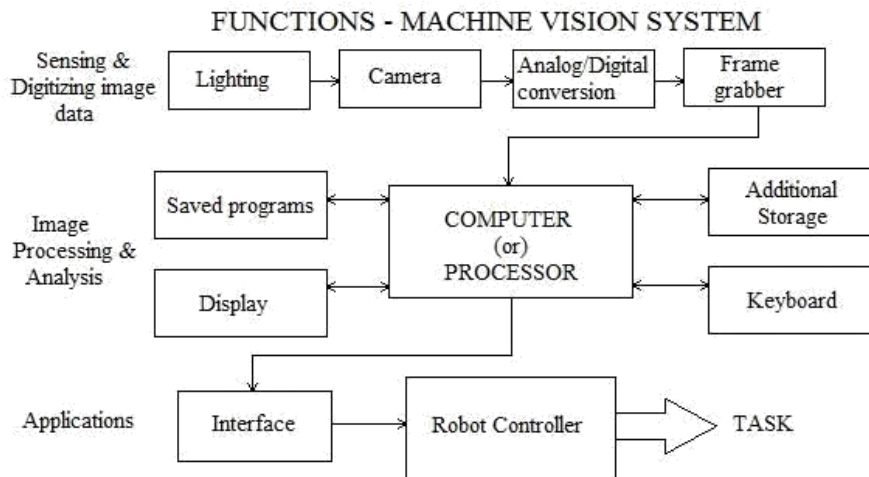 FUNCTIONS - MACHINE VISION SYSTEM
Sensing &
Digitizing image
data
Lighting
Camera
Analog/Digital
conversion
Frame
grabber
Image
Processing &
Analysis
Saved programs
COMPUTER
(or)
PROCESSOR
Additional
Storage
Display
Keyboard
Applications
Interface
Robot Controller
TASK